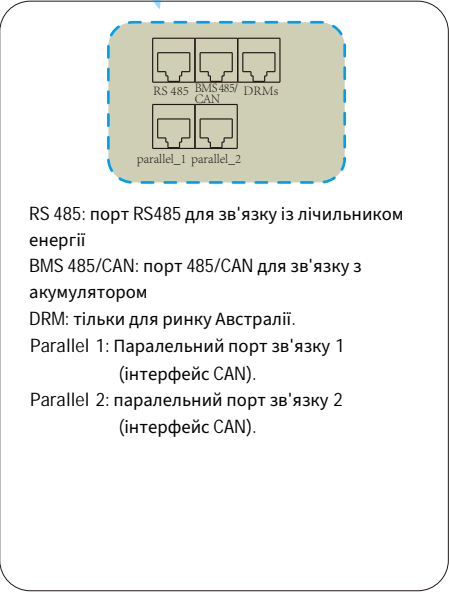 RS 485 BMS 485/ DRMs
CAN
parallel_1 parallel_2
RS 485: порт RS485 для зв'язку із лічильником
енергії
BMS 485/CAN: порт 485/CAN для зв'язку з
акумулятором
DRM: тільки для ринку Австралії.
Parallel 1: Паралельний порт зв'язку 1
(інтерфейс CAN).
Parallel 2: паралельний порт зв'язку 2
(інтерфейс CAN).